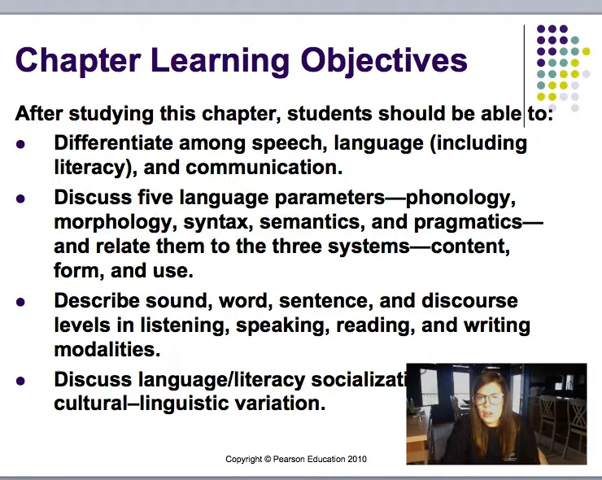 Chapter Learning Objectives
After studying this chapter, students should be able to:
Differentiate among speech, language (including
literacy), and communication.
Discuss five language parameters—phonology,
morphology, syntax, semantics, and pragmatics—
and relate them to the three systems—content,
form, and use.
Describe sound, word, sentence, and discourse
levels in listening, speaking, reading, and writing
modalities.
Discuss language/literacy
cultural–linguistic variation.
Copyright © Pearson Education 2010